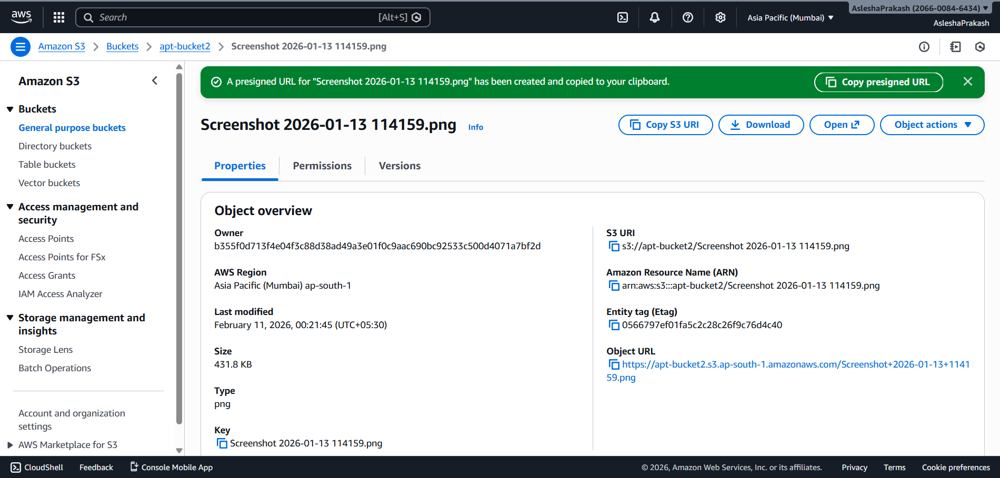 aws
Search
[Alt+S]
Asia Pacific (Mumbai)
AsleshaPrakash (2066-0084-6434)
AsleshaPrakash
Amazon S3
Buckets
apt-bucket2
Screenshot 2026-01-13 114159.png
Amazon S3
Buckets
General purpose buckets
Directory buckets
Table buckets
Vector buckets
Access management and
security
Access Points
Access Points for FSx
Access Grants
IAM Access Analyzer
Storage management and
insights
Storage Lens
Batch Operations
Account and organization
settings
AWS Marketplace for S3
A presigned URL for "Screenshot 2026-01-13 114159.png" has been created and copied to your clipboard.
Copy presigned URL
Screenshot 2026-01-13 114159.png
Info
Copy S3 URI
Download
Open
Object actions
Properties
Permissions
Versions
Object overview
Owner
b355f0d713f4e04f3c88d38ad49a3e01f0c9aac690bc92533c500d4071a7bf2d
AWS Region
Asia Pacific (Mumbai) ap-south-1
Last modified
February 11, 2026, 00:21:45 (UTC+05:30)
Size
431.8 KB
Type
png
Key
Screenshot 2026-01-13 114159.png
S3 URI
s3://apt-bucket2/Screenshot 2026-01-13 114159.png
Amazon Resource Name (ARN)
arn:aws:s3:::apt-bucket2/Screenshot 2026-01-13 114159.png
Entity tag (Etag)
0566797ef01fa5c2c28c26f9c76d4c40
Object URL
https://apt-bucket2.s3.ap-south-1.amazonaws.com/Screenshot+2026-01-13+1141
59.png
CloudShell
Feedback
Console Mobile App
© 2026, Amazon Web Services, Inc. or its affiliates.
Privacy
Terms
Cookie preferences